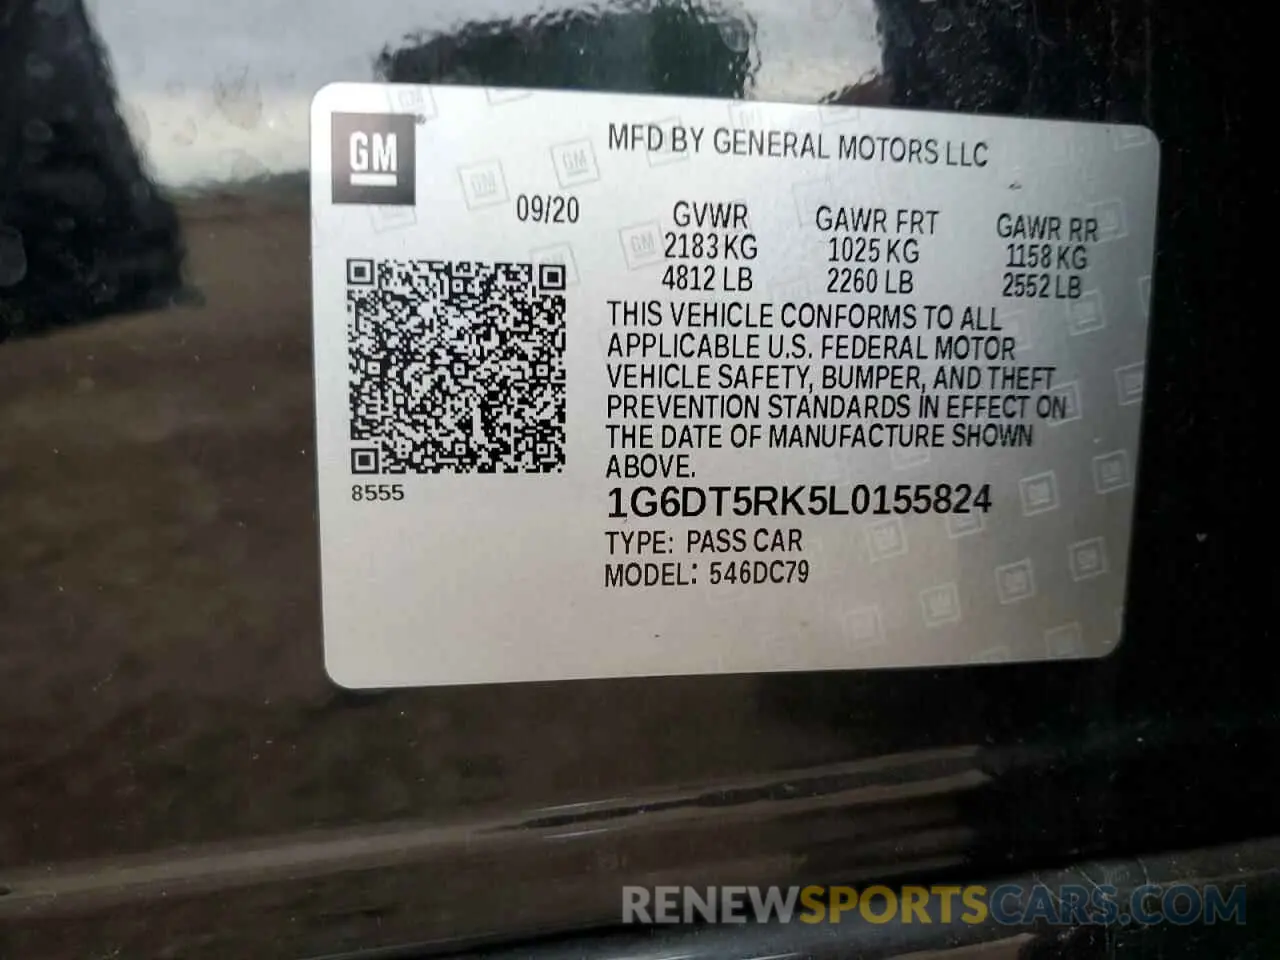 GM
MFD BY GENERAL MOTORS LLC
09/20
GVWR GAWR FRT GAWR RR
2183 KG 1025 KG 1158 KG
4812 LB 2260 LB 2552 LB
THIS VEHICLE CONFORMS TO ALL
APPLICABLE U.S. FEDERAL MOTOR
VEHICLE SAFETY, BUMPER, AND THEFT
PREVENTION STANDARDS IN EFFECT ON
THE DATE OF MANUFACTURE SHOWN
ABOVE.
8555
1G6DT5RK5L0155824
TYPE: PASS CAR
MODEL: 546DC79
RENEWSPORTSCARS.COM